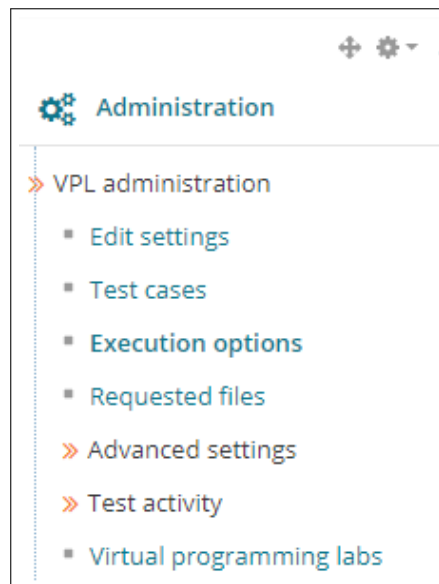 Administration
VPL administration
Edit settings
Test cases
Execution options
Requested files
Advanced settings
Test activity
Virtual programming labs